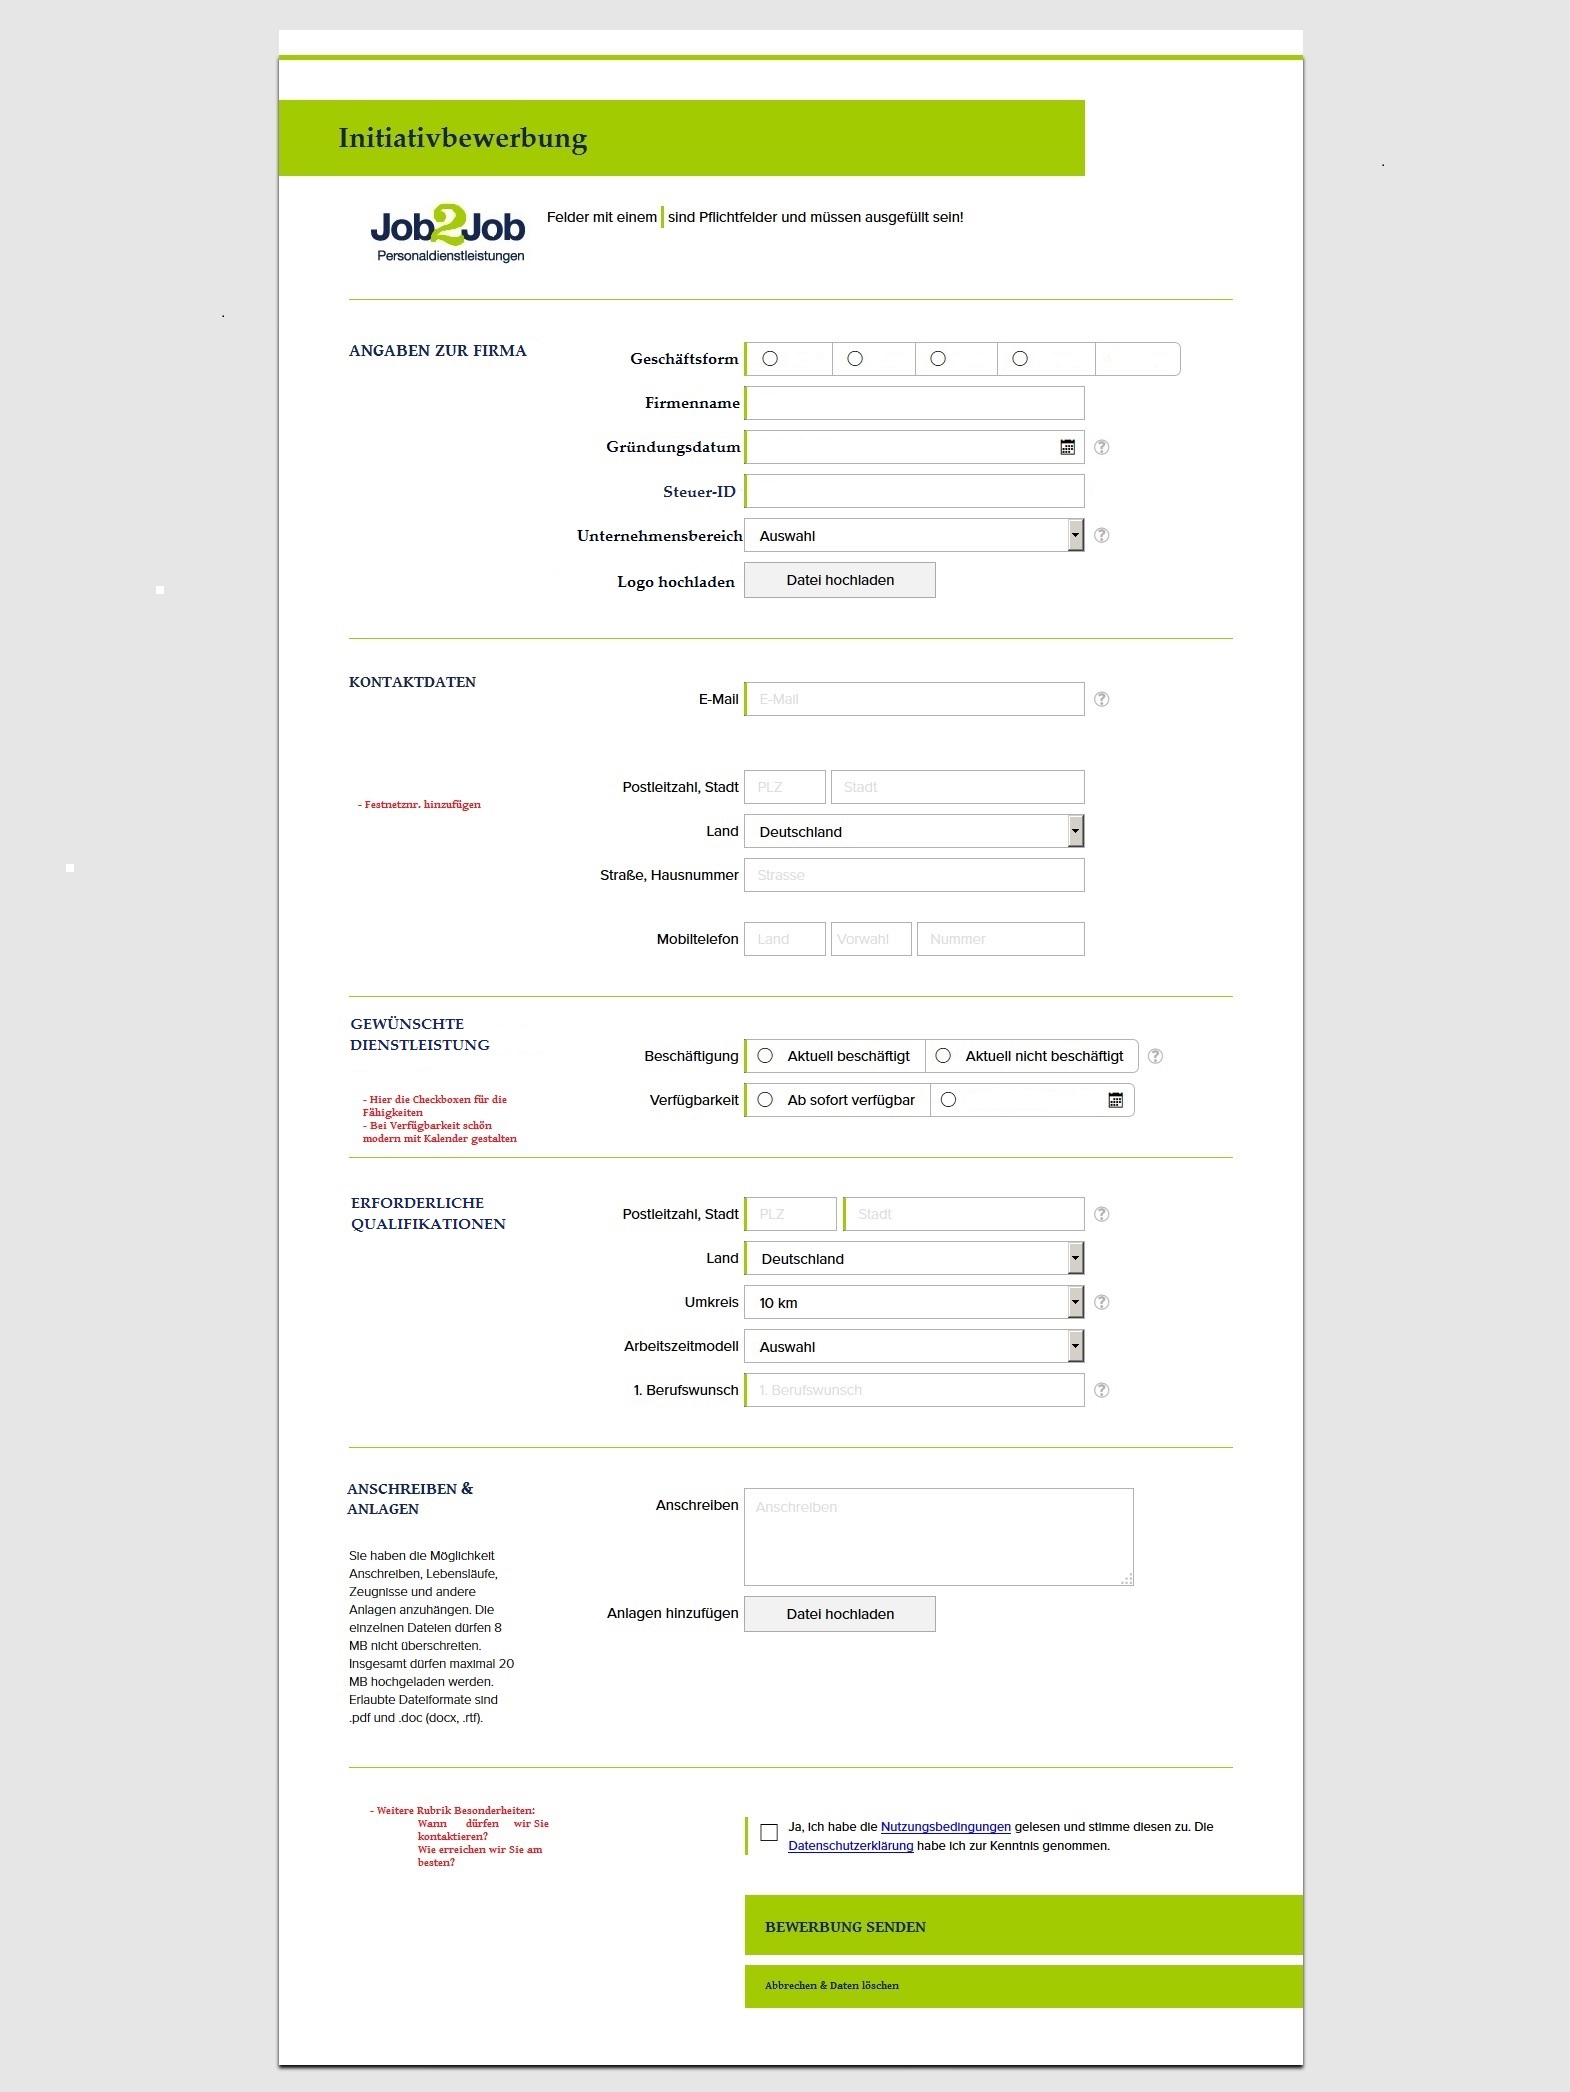 Initiativbewerbung
Job2Job
Personaldienstleistungen
Felder mit einem | sind Pflichtfelder und müssen ausgefüllt sein!
ANGABEN ZUR FIRMA
Geschäftsform
Firmenname
Gründungsdatum
?
Steuer-ID
Unternehmensbereich Auswahl ?
Logo hochladen Datei hochladen
KONTAKTDATEN
E-Mail E-Mail ?
Postleitzahl, Stadt PLZ Stadt
- Festnetznr. hinzufügen
Land Deutschland
Straße, Hausnummer Strasse
Mobiltelefon Land Vorwahl Nummer
GEWÜNSCHTE
DIENSTLEISTUNG
Beschäftigung Aktuell beschäftigt Aktuell nicht beschäftigt ?
Verfügbarkeit Ab sofort verfügbar
- Hier die Checkboxen für die
Fähigkeiten
- Bei Verfügbarkeit schön
modern mit Kalender gestalten
ERFORDERLICHE
QUALIFIKATIONEN
Postleitzahl, Stadt PLZ Stadt ?
Land Deutschland
Umkreis 10 km ?
Arbeitszeitmodell Auswahl
1. Berufswunsch 1. Berufswunsch ?
ANSCHREIBEN &
ANLAGEN
Anschreiben Anschreiben
Sie haben die Möglichkeit
Anschreiben, Lebensläufe,
Zeugnisse und andere
Anlagen anzuhängen. Die
einzelnen Dateien dürfen 8
MB nicht überschreiten.
Insgesamt dürfen maximal 20
MB hochgeladen werden.
Erlaubte Dateiformate sind
.pdf und .doc (docx, .rtf).
Anlagen hinzufügen Datei hochladen
- Weitere Rubrik Besonderheiten:
Wann dürfen wir Sie
kontaktieren?
Wie erreichen wir Sie am
besten?
Ja, ich habe die Nutzungsbedingungen gelesen und stimme diesen zu. Die
Datenschutzerklärung habe ich zur Kenntnis genommen.
BEWERBUNG SENDEN
Abbrechen & Daten löschen